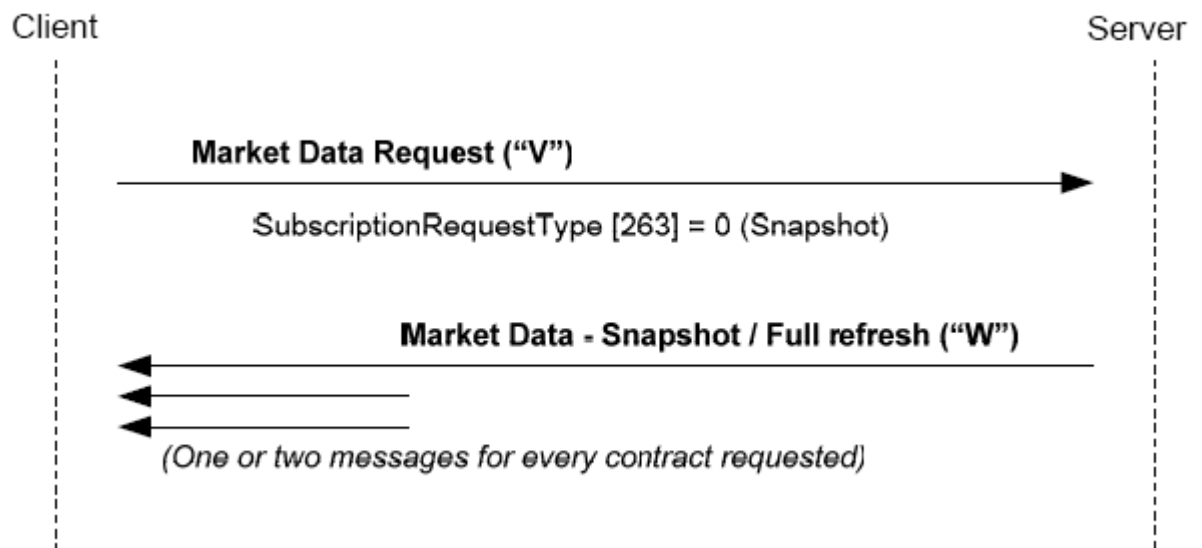 Client
Server
Market Data Request (“V”)
SubscriptionRequestType [263] = 0 (Snapshot)
Market Data - Snapshot / Full refresh (“W”)
(One or two messages for every contract requested)